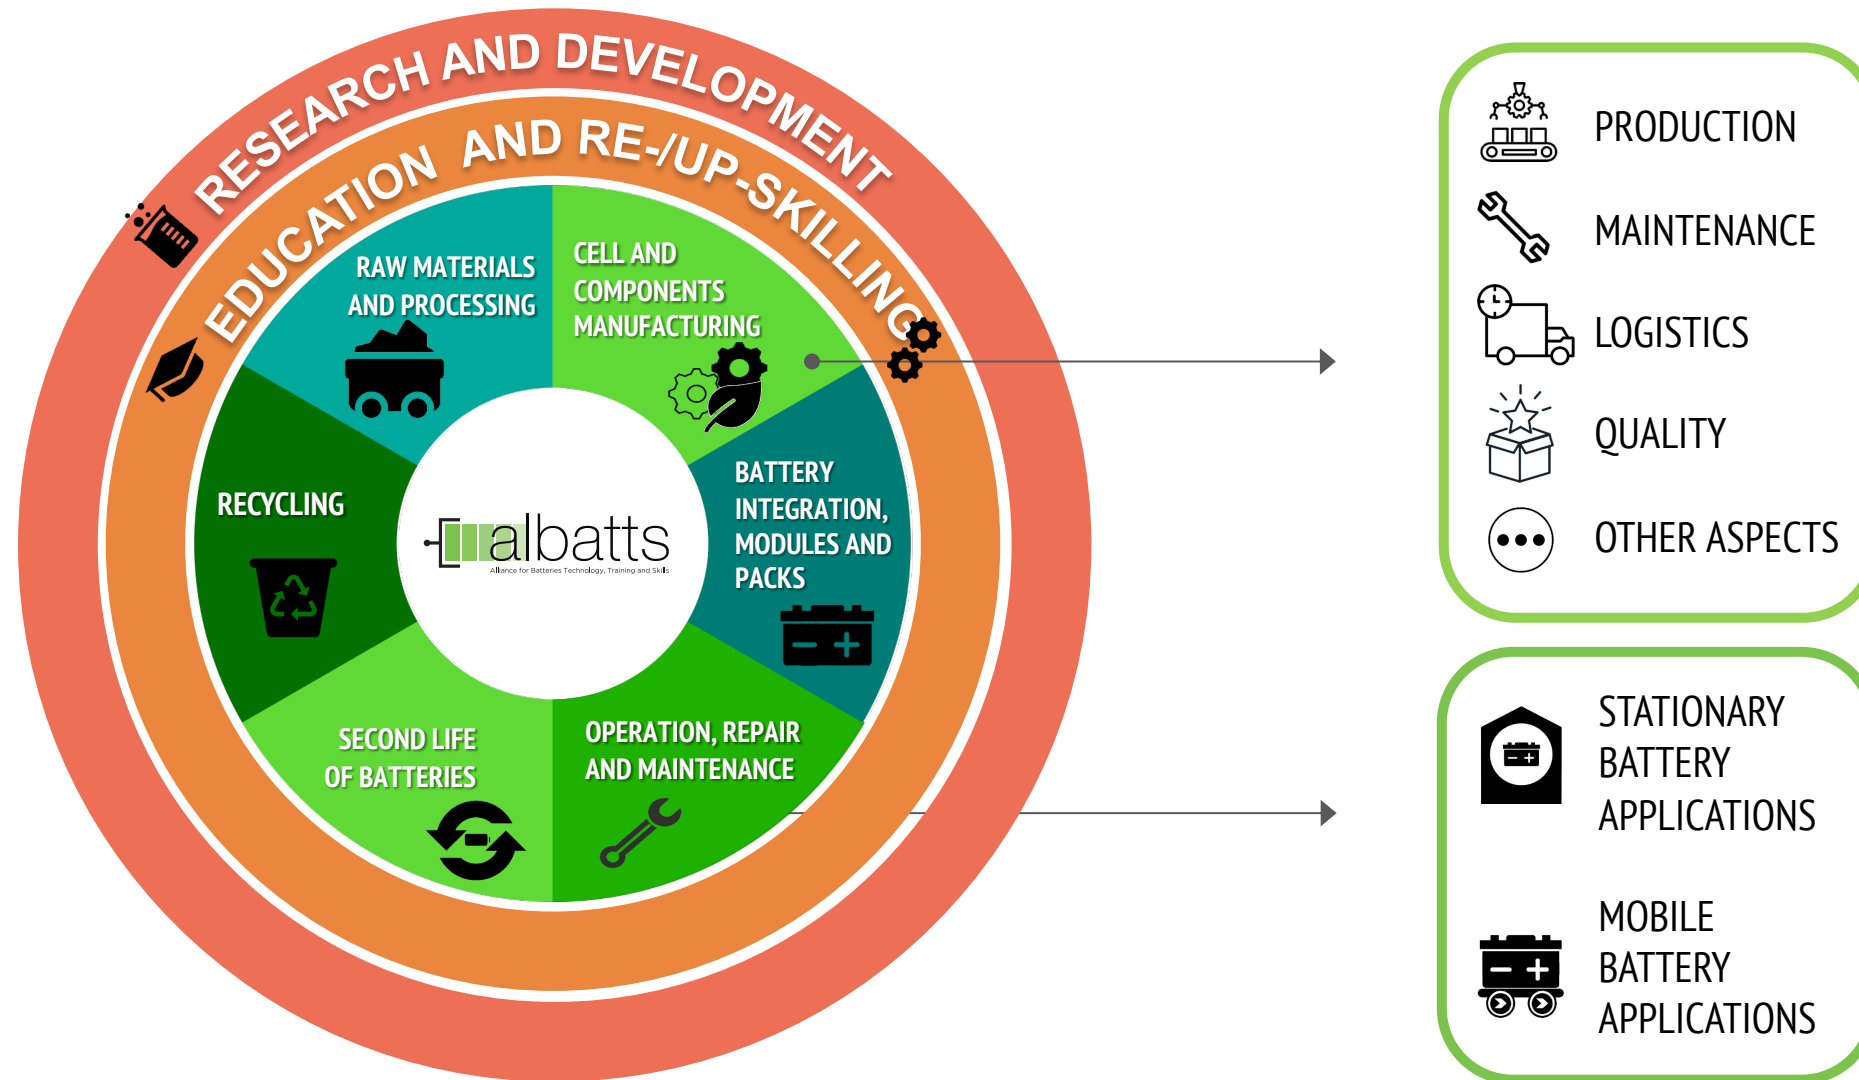 RESEARCH AND DEVELOPMENT
EDUCATION AND RE-/UP-SKILLING
RAW MATERIALS
AND PROCESSING
CELL AND
COMPONENTS
MANUFACTURING
BATTERY
INTEGRATION,
MODULES AND
PACKS
OPERATION, REPAIR
AND MAINTENANCE
SECOND LIFE
OF BATTERIES
RECYCLING
albatts
Alliance for Batteries Technology, Training and Skills
PRODUCTION
MAINTENANCE
LOGISTICS
QUALITY
OTHER ASPECTS
STATIONARY
BATTERY
APPLICATIONS
MOBILE
BATTERY
APPLICATIONS